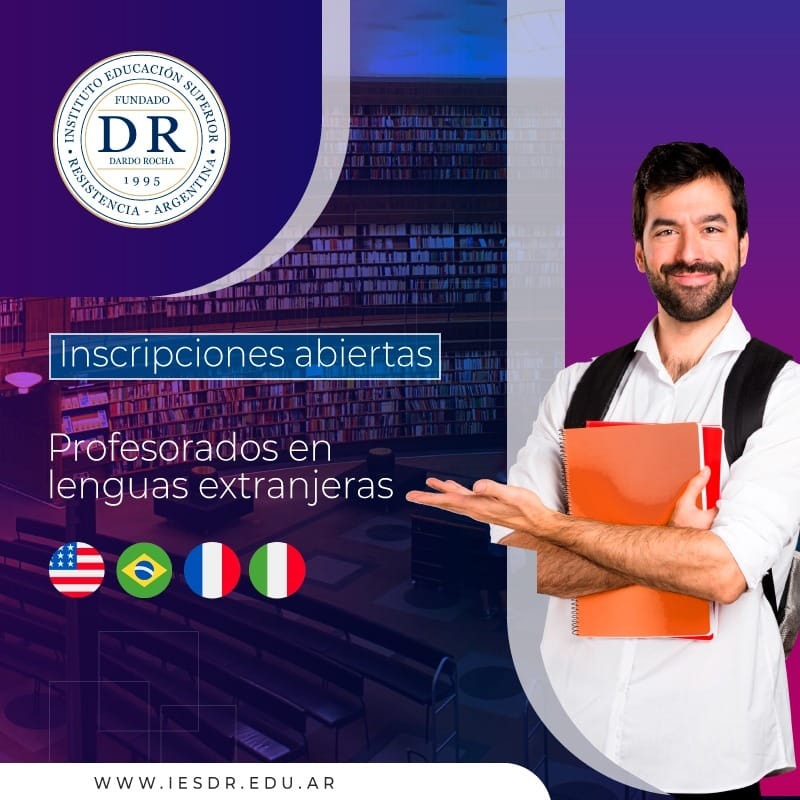 INSTITUTO EDUCACIÓN SUPERIOR
FUNDADO
DR
DARDO ROCHA
1995
RESISTENCIA - ARGENTINA
Inscripciones abiertas
Profesorados en
lenguas extranjeras
WWW.IESDR.EDU.AR